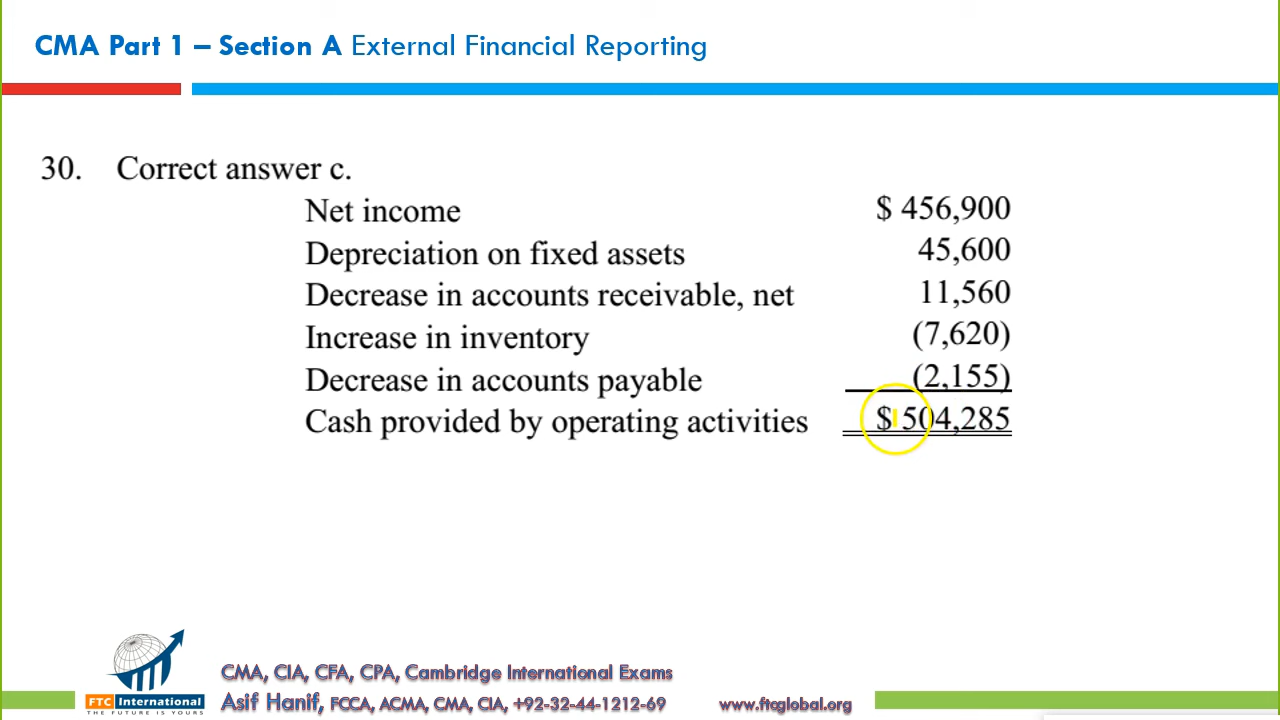 CMA Part 1 – Section A External Financial Reporting
30. Correct answer c.
Net income $ 456,900
Depreciation on fixed assets 45,600
Decrease in accounts receivable, net 11,560
Increase in inventory (7,620)
Decrease in accounts payable (2,155)
Cash provided by operating activities $ 504,285
FTC International
THE FUTURE IS YOURS
CMA, CIA, CFA, CPA, Cambridge International Exams
Asif Hanif, FCCA, ACMA, CMA, CIA, +92-32-44-1212-69 www.ftcglobal.org